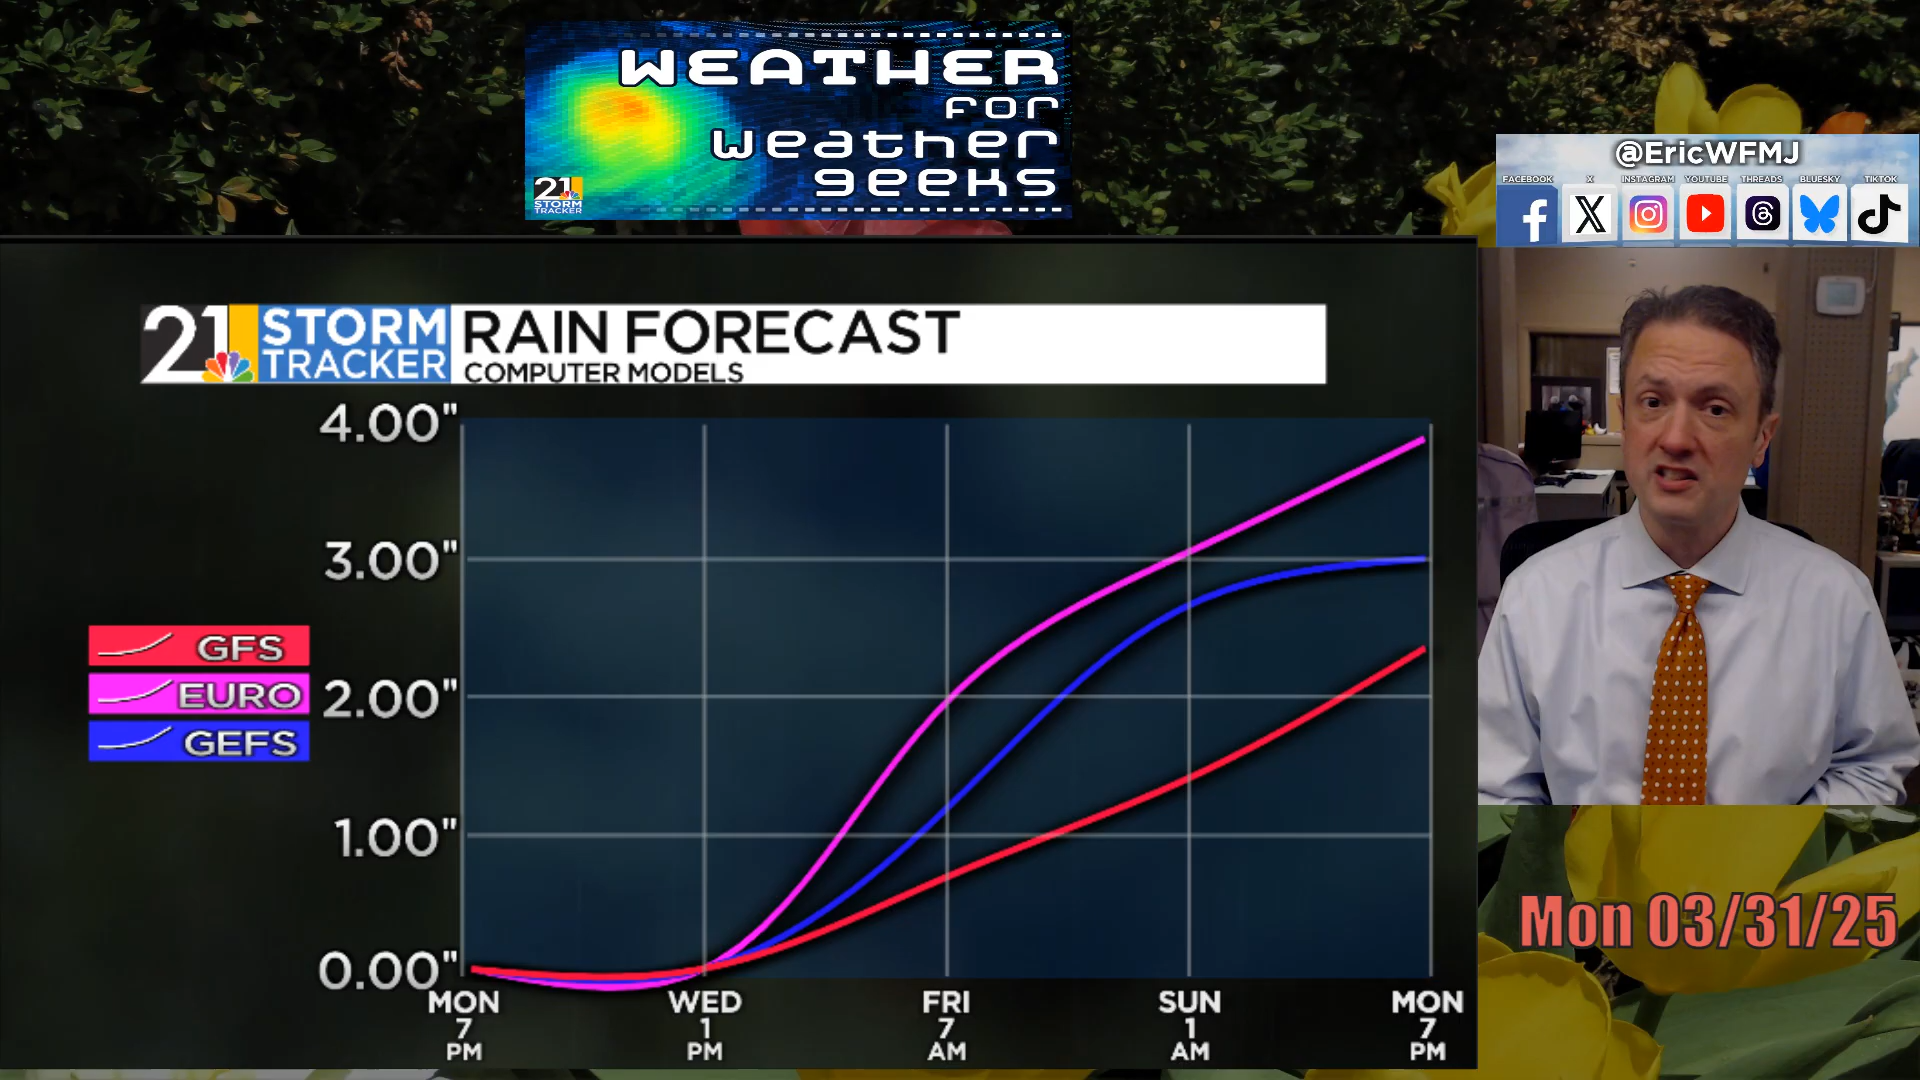 WEATHER
FOR
weather
geeks
21
STORM
TRACKER
@EricWFMJ
FACEBOOK X INSTAGRAM YOUTUBE THREADS BLUESKY TIKTOK
21 STORM TRACKER
RAIN FORECAST
COMPUTER MODELS
4.00"
3.00"
2.00"
1.00"
0.00"
GFS
EURO
GEFS
MON 7 PM
WED 1 PM
FRI 7 AM
SUN 1 AM
MON 7 PM
Mon 03/31/25